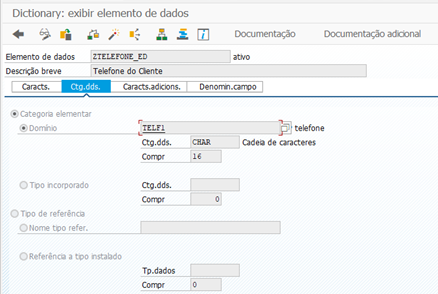 Dictionary: exibir elemento de dados
Documentação Documentação adicional
Elemento de dados ZTELEFONE_ED ativo
Descrição breve Telefone do Cliente
Caracts. Ctg.dds. Caracts.adicions. Denomin.campo
Categoria elementar
Domínio TELF1 telefone
Ctg.dds. CHAR Cadeia de caracteres
Compr 16
Tipo incorporado Ctg.dds.
Compr 0
Tipo de referência
Nome tipo refer.
Referência a tipo instalado
Tp.dados
Compr 0